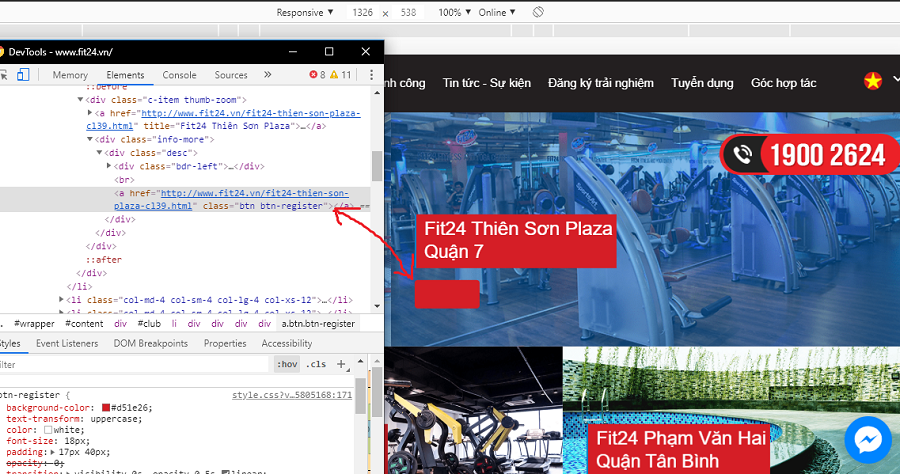 Responsive ▼ 1326 × 538 100% ▼ Online ▼
DevTools - www.fit24.vn/
Memory Elements Console Sources » 8 11
::before
▼<div class="c-item thumb-zoom">
▶<a href="http://www.fit24.vn/fit24-thien-son-plaza-
c139.html" title="Fit24 Thiên Sơn Plaza">…</a>
▼<div class="info-more">
▼<div class="desc">
▶<div class="bdr-left">…</div>
<br>
<a href="http://www.fit24.vn/fit24-thien-son-
plaza-c139.html" class="btn btn-register"></a> ==
</div>
</div>
</div>
::after
</div>
</li>
▶<li class="col-md-4 col-sm-4 col-lg-4 col-xs-12">…</li>
▶<li class="col-md-4 col-sm-4 col-lg-4 col-xs-12">…</li>
#wrapper #content div #club li div div div div a.btn.btn-register
Styles Event Listeners DOM Breakpoints Properties Accessibility
:hov .cls +
btn-register { style.css?v…5805168:171
background-color: #d51e26;
text-transform: uppercase;
color: white;
font-size: 18px;
padding: ▶ 17px 40px;
opacity: 0;
transition: visibility 0s, opacity 0.5s linear;
nh công Tin tức - Sự kiện Đăng ký trải nghiệm Tuyển dụng Góc hợp tác
1900 2624
Fit24 Thiên Sơn Plaza
Quận 7
Fit24 Phạm Văn Hai
Quận Tân Bình